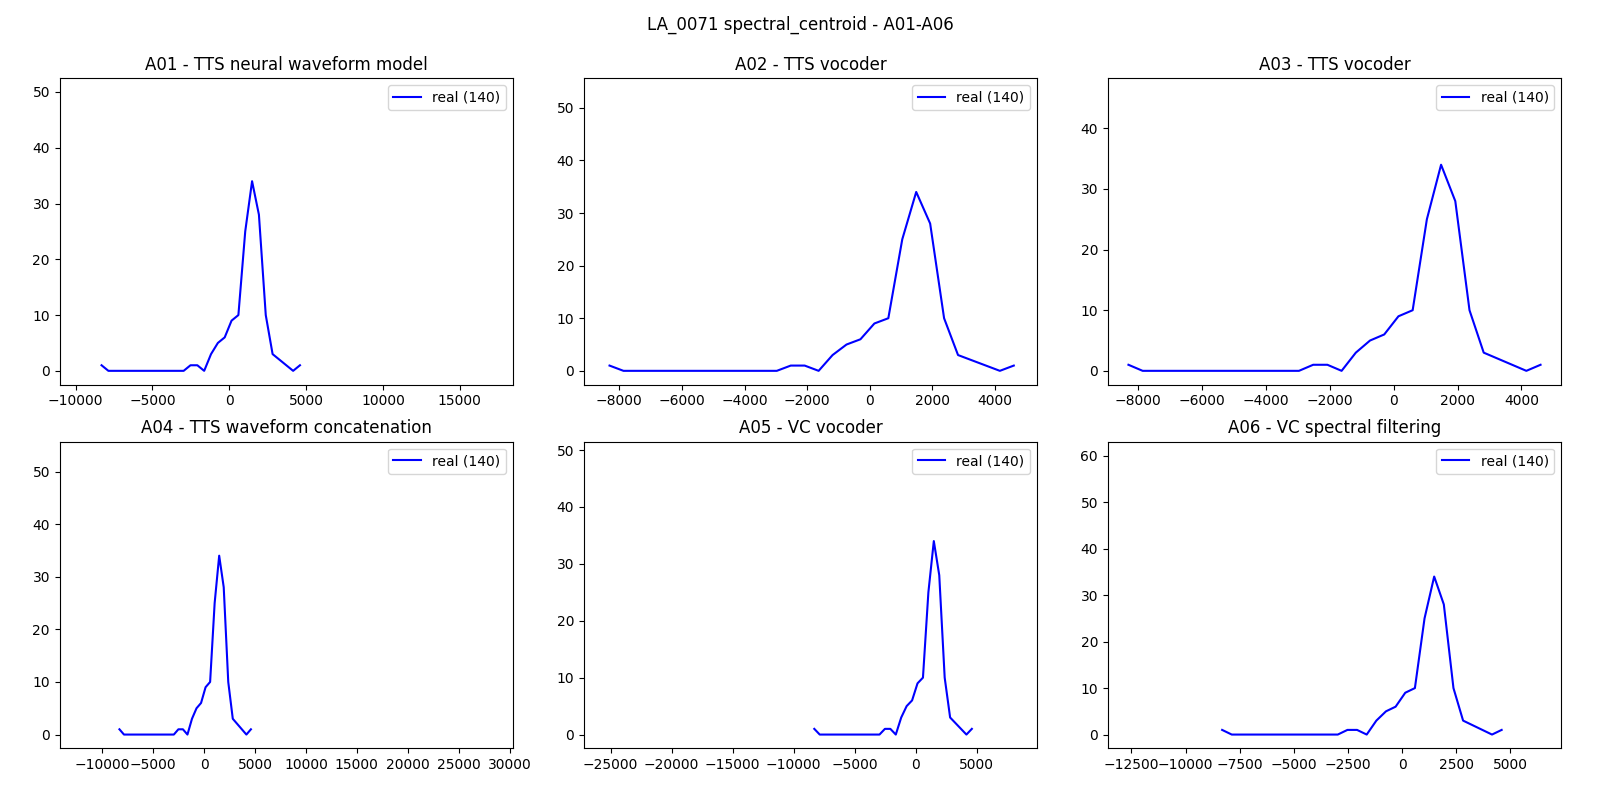 LA_0071 spectral_centroid - A01-A06
A01 - TTS neural waveform model
50
40
30
20
10
0
real (140)
−10000 −5000 0 5000 10000 15000
A02 - TTS vocoder
50
40
30
20
10
0
real (140)
−8000 −6000 −4000 −2000 0 2000 4000
A03 - TTS vocoder
40
30
20
10
0
real (140)
−8000 −6000 −4000 −2000 0 2000 4000
A04 - TTS waveform concatenation
50
40
30
20
10
0
real (140)
−10000 −5000 0 5000 10000 15000 20000 25000 30000
A05 - VC vocoder
50
40
30
20
10
0
real (140)
−25000 −20000 −15000 −10000 −5000 0 5000
A06 - VC spectral filtering
60
50
40
30
20
10
0
real (140)
−12500 −10000 −7500 −5000 −2500 0 2500 5000